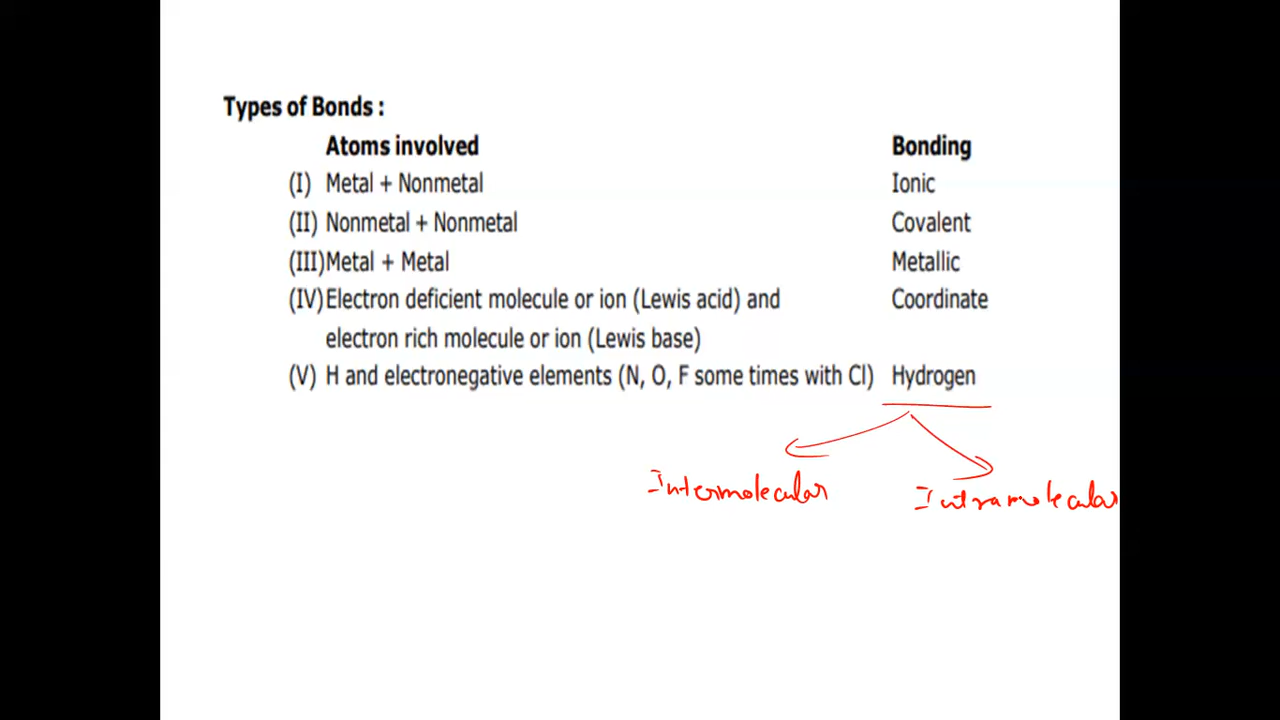 Types of Bonds :
Atoms involved Bonding
(I) Metal + Nonmetal Ionic
(II) Nonmetal + Nonmetal Covalent
(III)Metal + Metal Metallic
(IV)Electron deficient molecule or ion (Lewis acid) and Coordinate
electron rich molecule or ion (Lewis base)
(V) H and electronegative elements (N, O, F some times with Cl) Hydrogen
Intermolecular Intramolecular